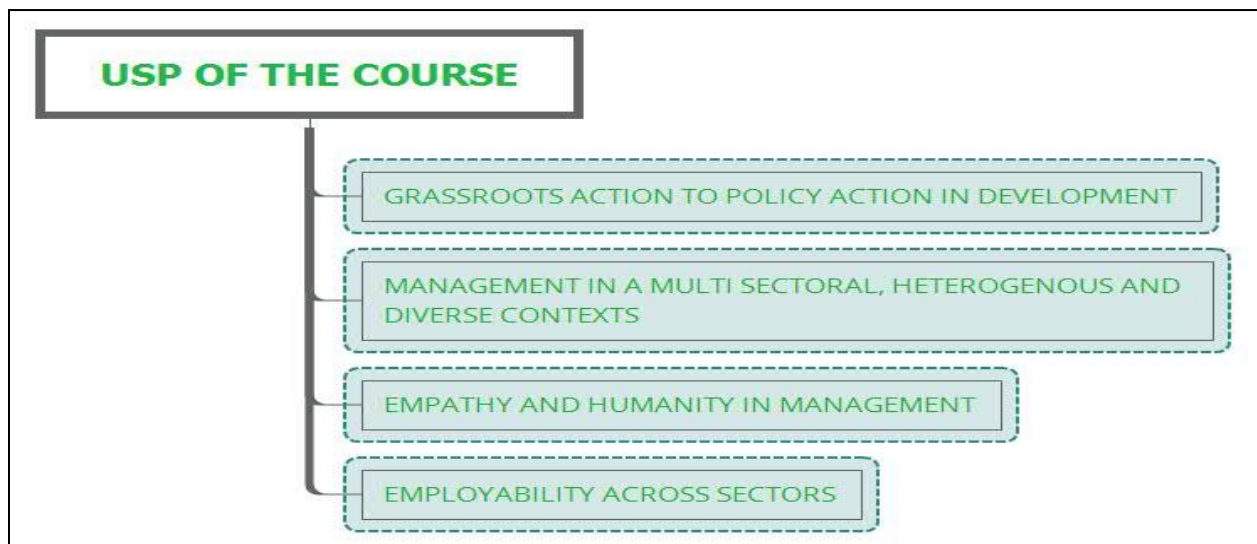 USP OF THE COURSE
GRASSROOTS ACTION TO POLICY ACTION IN DEVELOPMENT
MANAGEMENT IN A MULTI SECTORAL, HETEROGENOUS AND
DIVERSE CONTEXTS
EMPATHY AND HUMANITY IN MANAGEMENT
EMPLOYABILITY ACROSS SECTORS